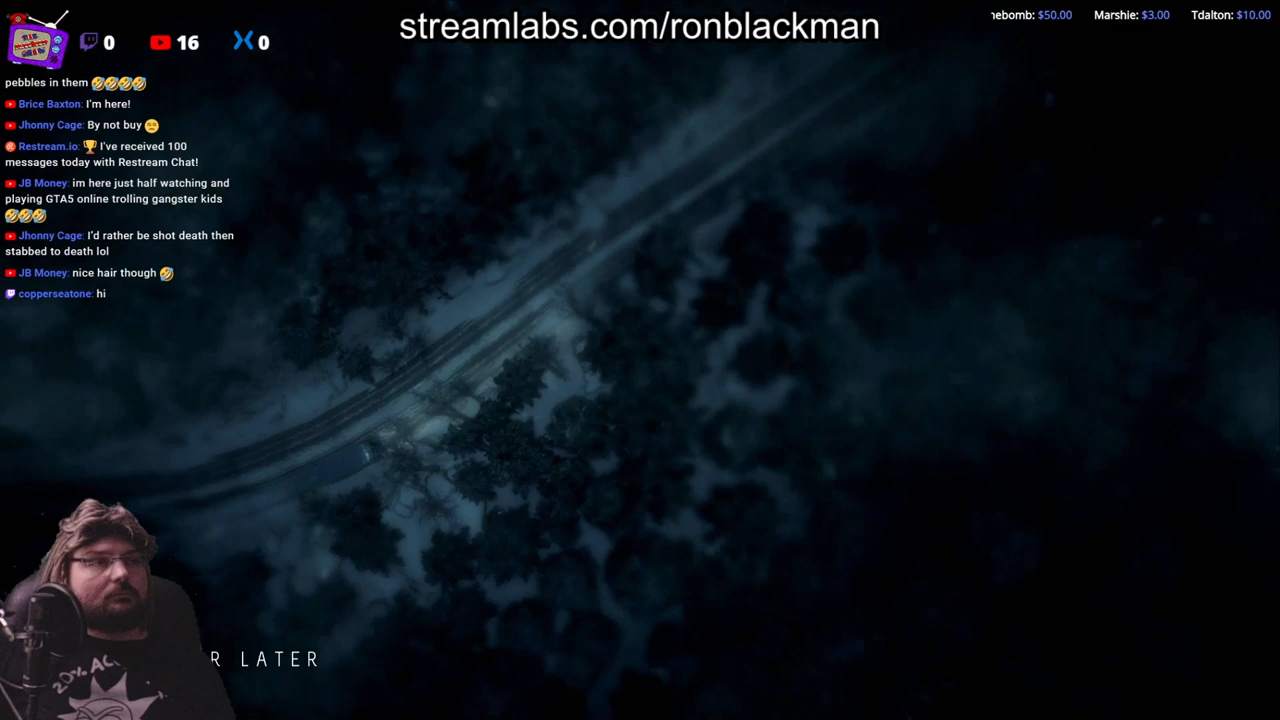 streamlabs.com/ronblackman
nebomb: $50.00 Marshie: $3.00 Tdalton: $10.00
0 16 0
pebbles in them 🤣🤣🤣🤣
Brice Baxton: I'm here!
Jhonny Cage: By not buy 😒
Restream.io: 🏆 I've received 100
messages today with Restream Chat!
JB Money: im here just half watching and
playing GTA5 online trolling gangster kids
🤣🤣🤣
Jhonny Cage: I'd rather be shot death then
stabbed to death lol
JB Money: nice hair though 🤣
copperseatone: hi
R LATER
20% AC